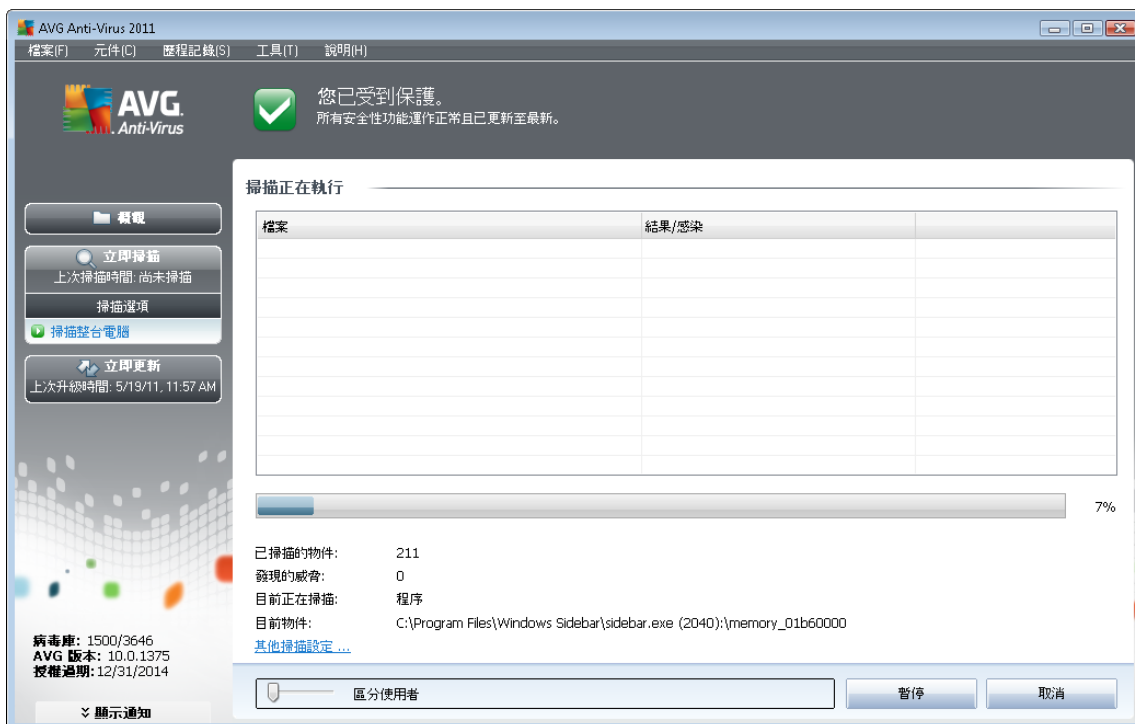 AVG Anti-Virus 2011
檔案(F) 元件(C) 歷程記錄(S) 工具(T) 說明(H)
AVG.
Anti-Virus
您已受到保護。
所有安全性功能運作正常且已更新至最新。
概觀
立即掃描
上次掃描時間: 尚未掃描
掃描選項
掃描整台電腦
立即更新
上次升級時間: 5/19/11, 11:57 AM
病毒庫: 1500/3646
AVG 版本: 10.0.1375
授權過期: 12/31/2014
顯示通知
掃描正在執行
檔案 結果/感染
7%
已掃描的物件: 211
發現的威脅: 0
目前正在掃描: 程序
目前物件: C:\Program Files\Windows Sidebar\sidebar.exe (2040):\memory_01b60000
其他掃描設定 ...
區分使用者
暫停
取消